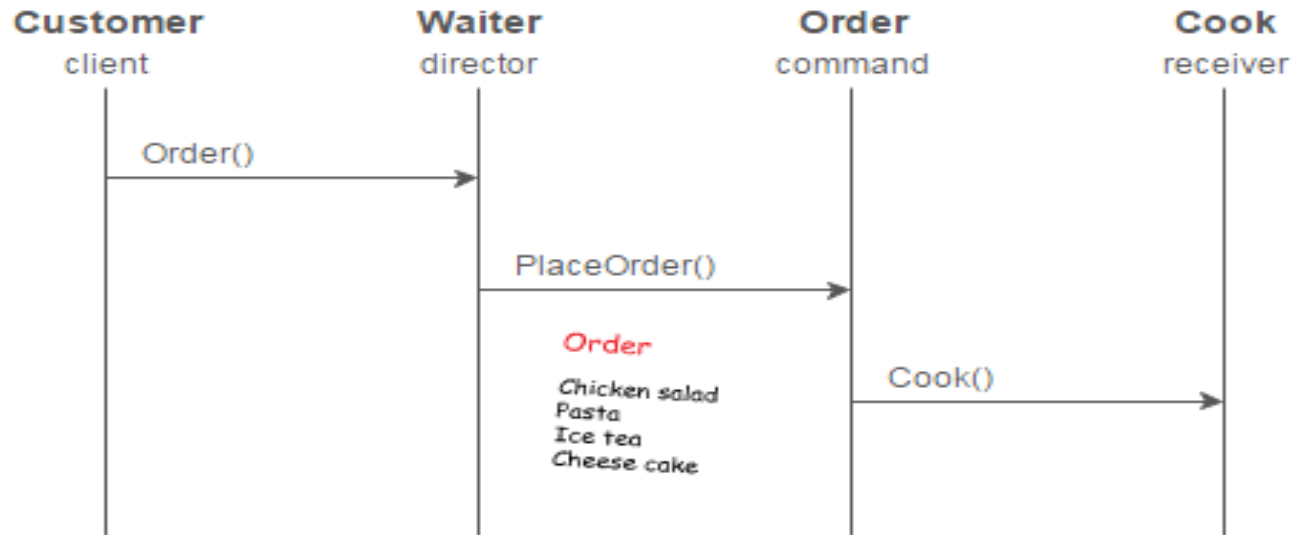 Customer Waiter Order Cook
client director command receiver
Order()
PlaceOrder()
Order
Cook()
Chicken salad
Pasta
Ice tea
Cheese cake